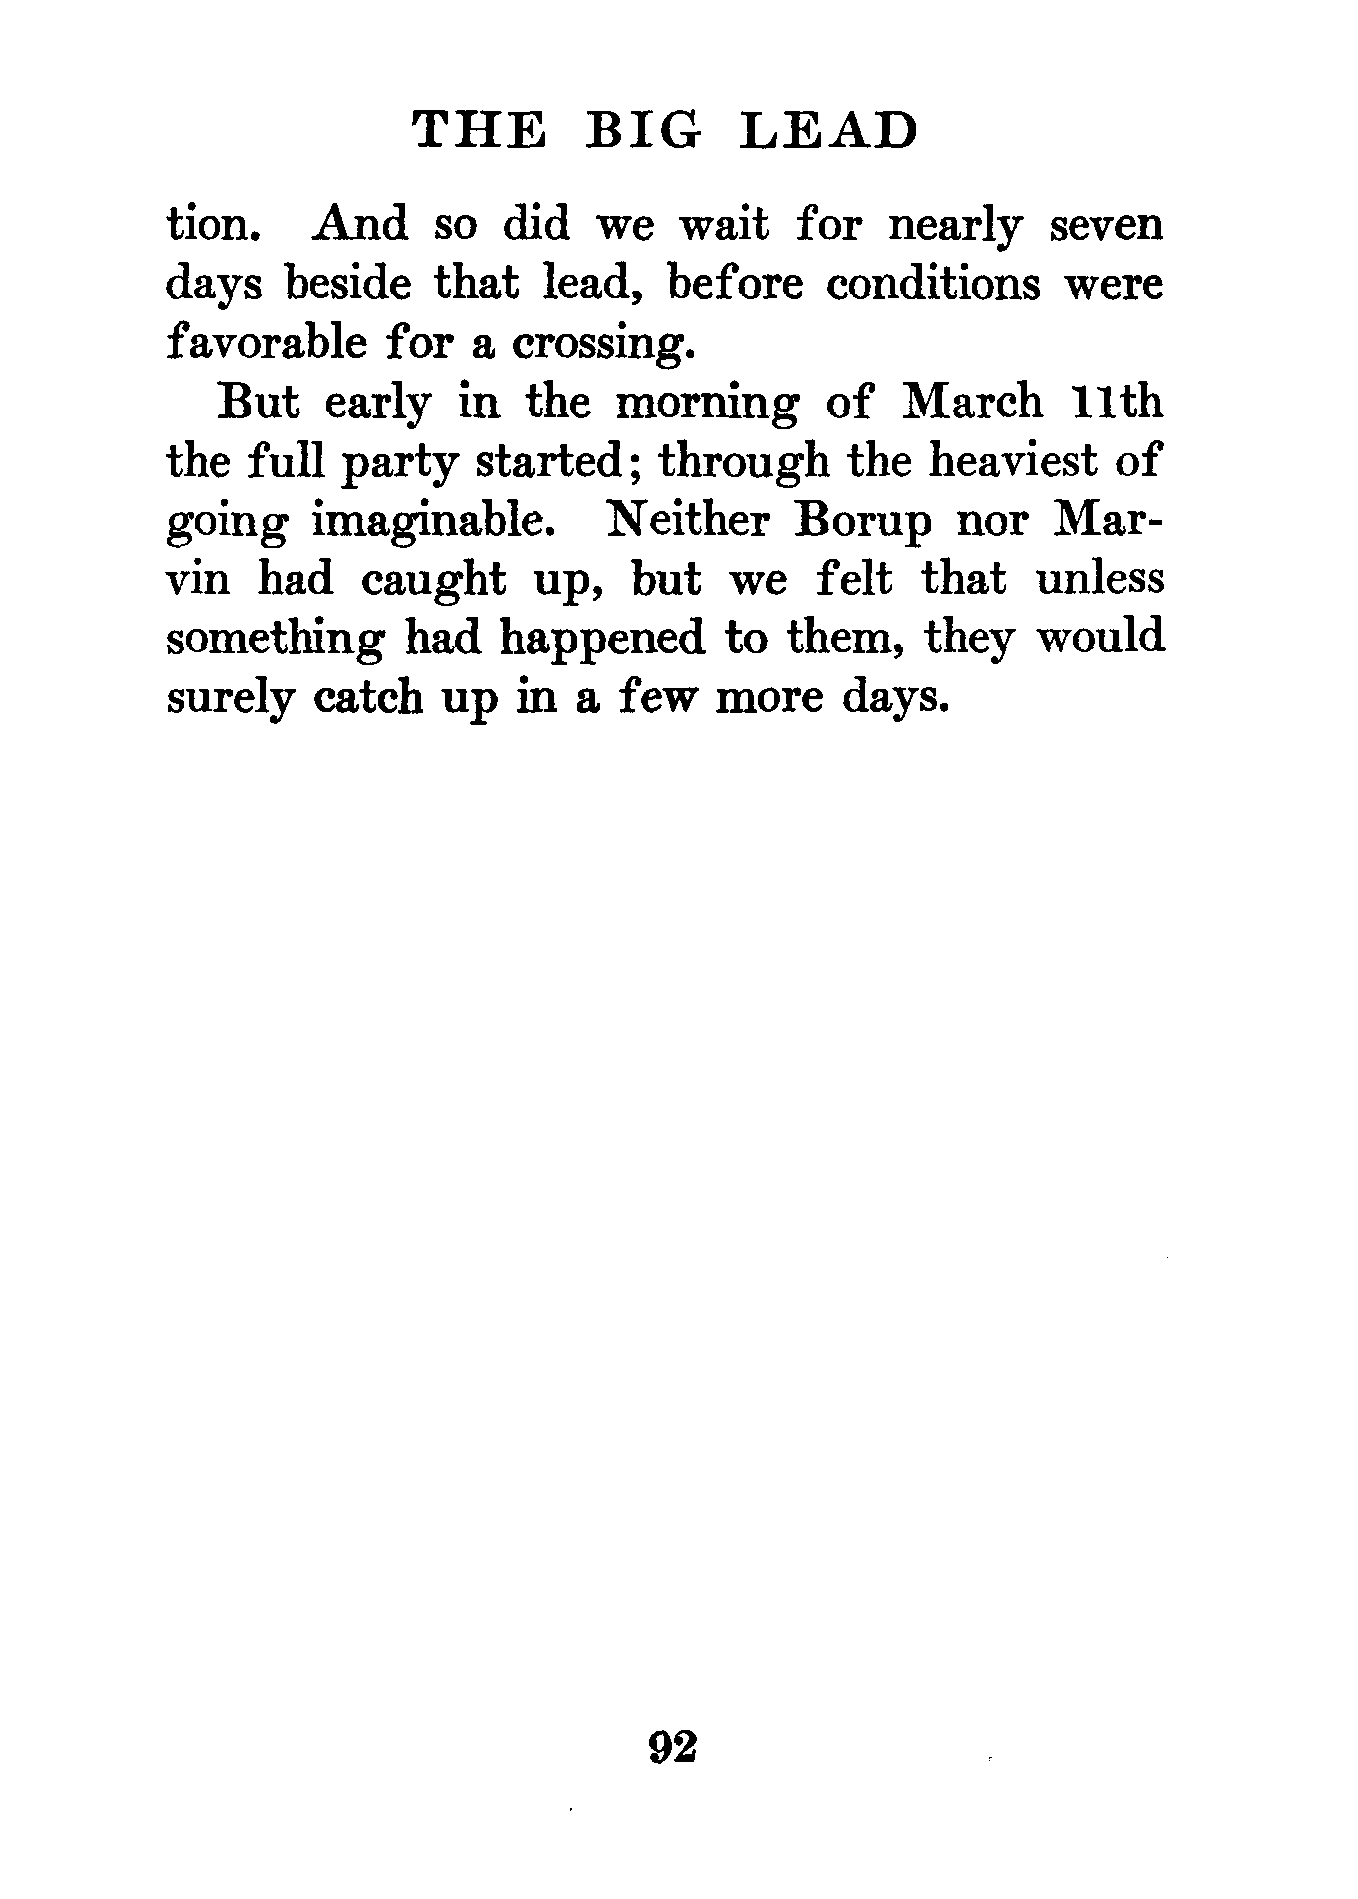 THE BIG LEAD
tion. And so did we wait for nearly seven
days beside that lead, before conditions were
favorable for a crossing.
But early in the morning of March 11th
the full party started; through the heaviest of
going imaginable. Neither Borup nor Mar-
vin had caught up, but we felt that unless
something had happened to them, they would
surely catch up in a few more days.
92